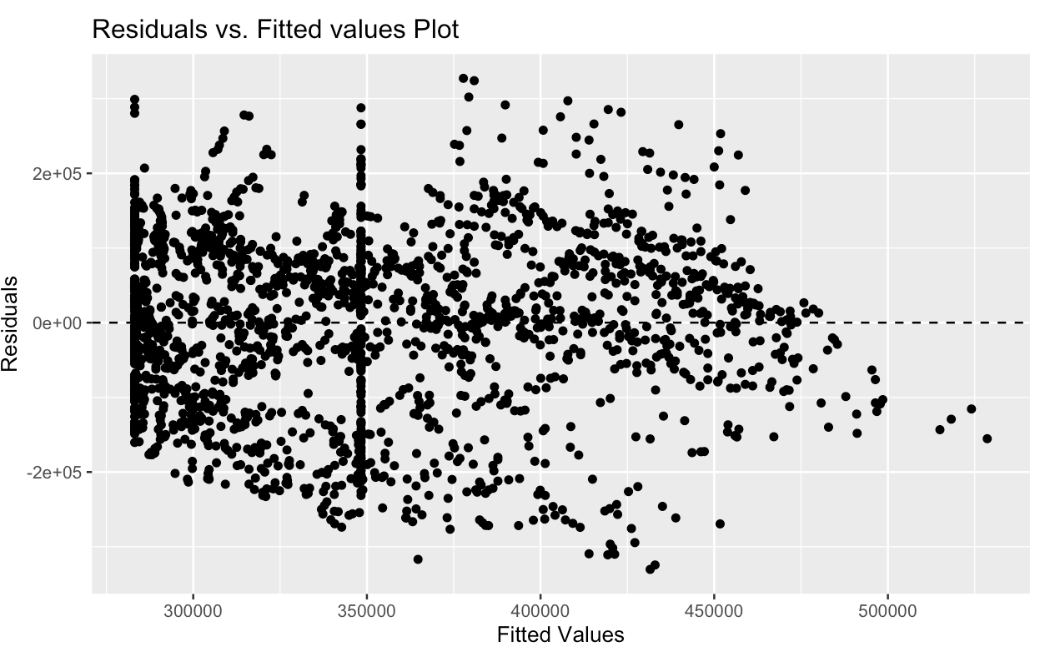 Residuals vs. Fitted values Plot
2e+05
0e+00
-2e+05
Residuals
300000 350000 400000 450000 500000
Fitted Values